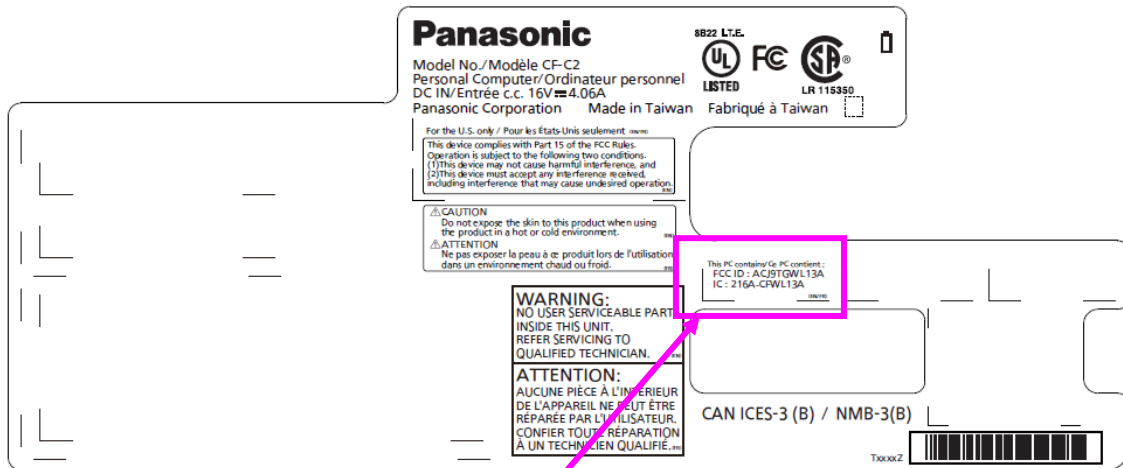 Panasonic
8B22 L.T.E.
UL
LISTED
FC
SA
®
LR 115350
Model No./Modèle CF-C2
Personal Computer/Ordinateur personnel
DC IN/Entrée c.c. 16V⎓4.06A
Panasonic Corporation Made in Taiwan Fabriqué à Taiwan
For the U.S. only / Pour les États-Unis seulement
This device complies with Part 15 of the FCC Rules.
Operation is subject to the following two conditions.
(1)This device may not cause harmful interference, and
(2)This device must accept any interference received,
including interference that may cause undesired operation.
⚠CAUTION
Do not expose the skin to this product when using
the product in a hot or cold environment.
⚠ATTENTION
Ne pas exposer la peau à ce produit lors de l'utilisation
dans un environnement chaud ou froid.
This PC contains/Ce PC contient ;
FCC ID : ACJ9TGWL13A
IC : 216A-CFWL13A
WARNING:
NO USER SERVICEABLE PART
INSIDE THIS UNIT.
REFER SERVICING TO
QUALIFIED TECHNICIAN.
ATTENTION:
AUCUNE PIÈCE À L'INTÉRIEUR
DE L'APPAREIL NE PEUT ÊTRE
RÉPARÉE PAR L'UTILISATEUR.
CONFIER TOUTE RÉPARATION
À UN TECHNICIEN QUALIFIÉ.
CAN ICES-3 (B) / NMB-3(B)
TxxxxZ